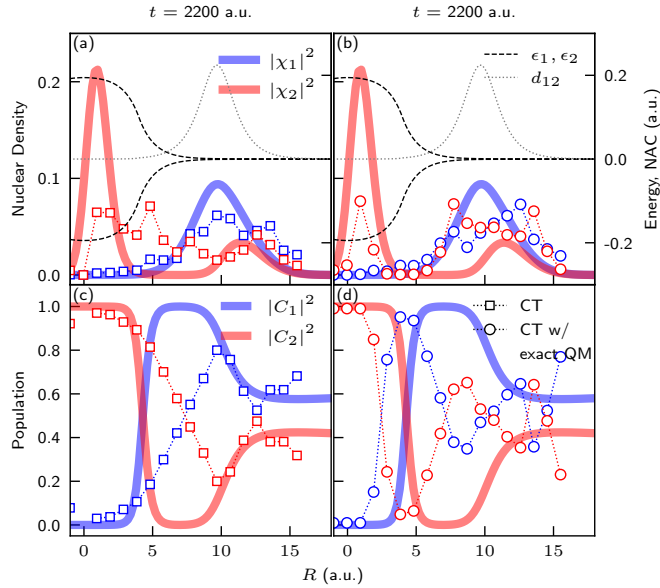 t = 2200 a.u.
t = 2200 a.u.
(a)
|χ₁|²
|χ₂|²
(b)
ϵ₁, ϵ₂
d₁₂
0.2
0.1
0.0
Nuclear Density
0.2
0.0
−0.2
Energy, NAC (a.u.)
(c)
|C₁|²
|C₂|²
(d)
CT
CT w/
exact QM
1.0
0.8
0.6
0.4
0.2
0.0
Population
0 5 10 15
0 5 10 15
R (a.u.)
R (a.u.)